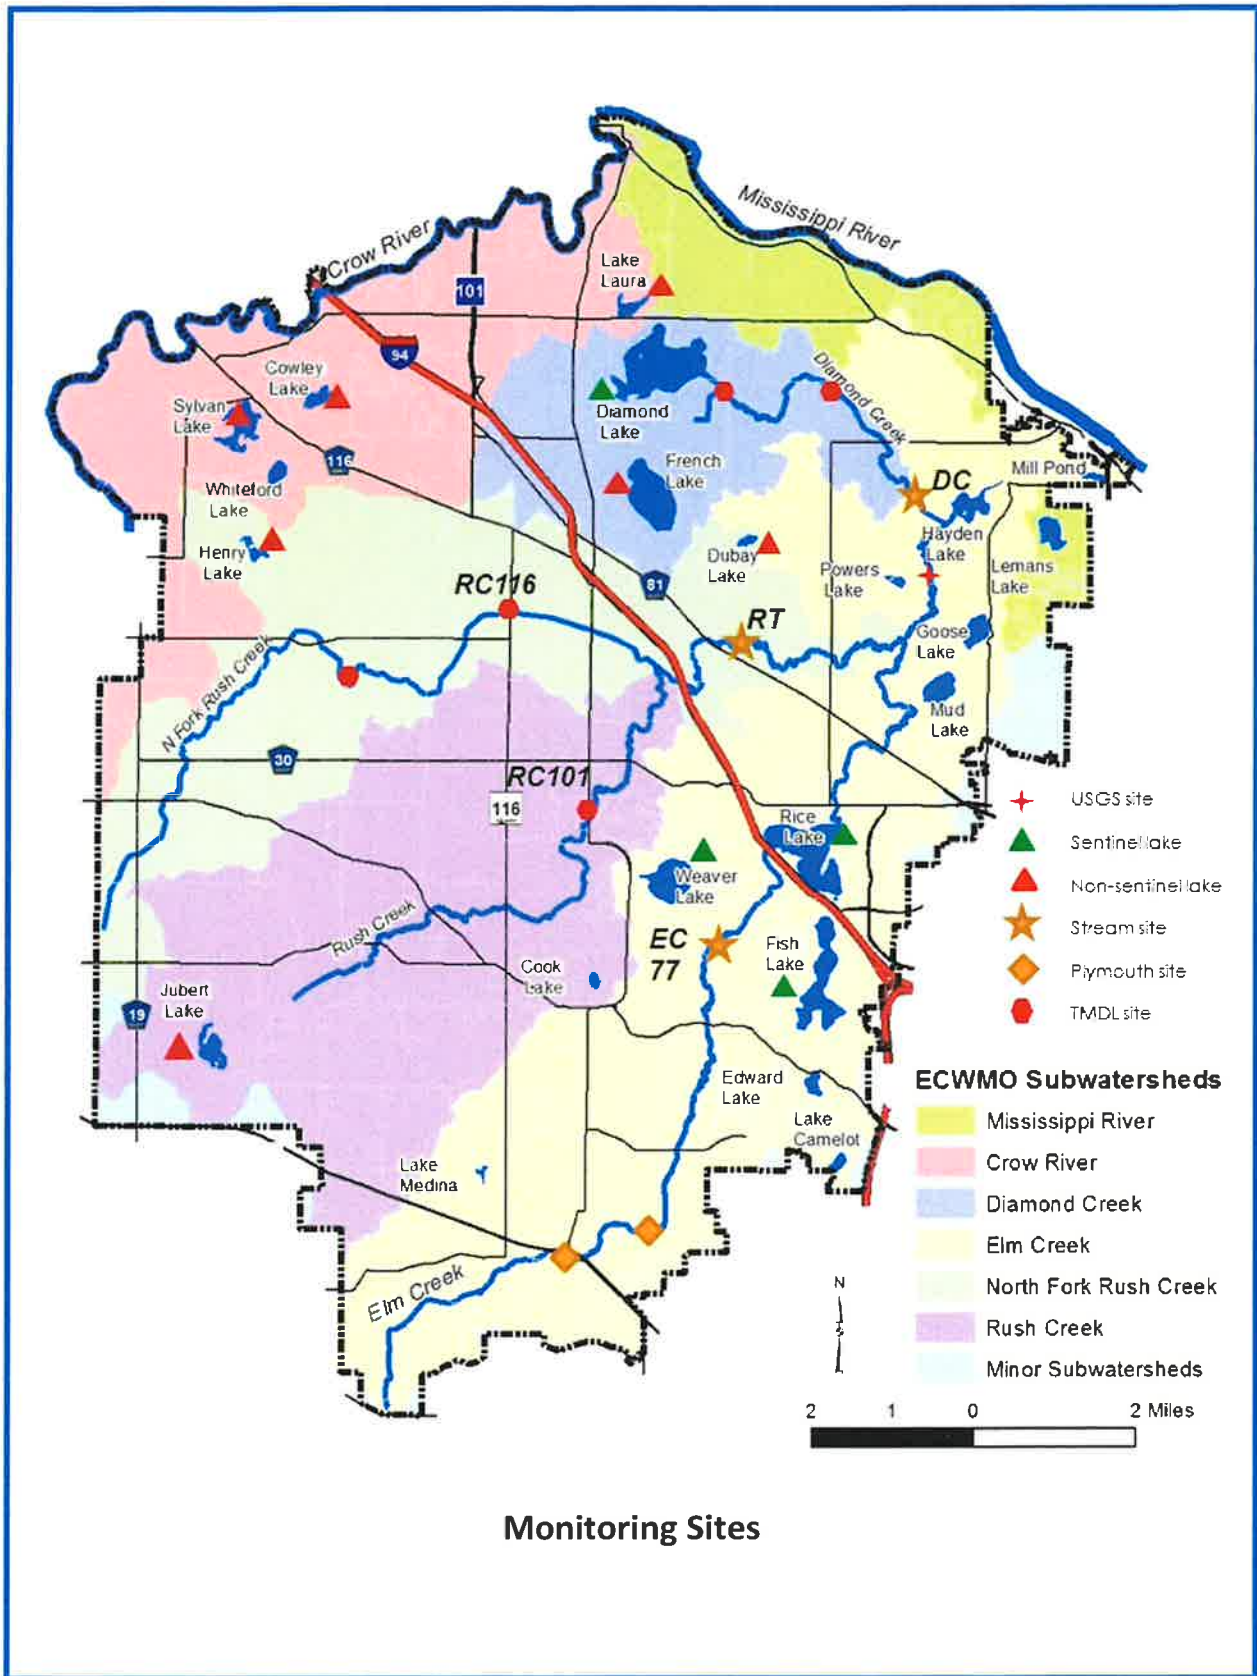 Mississippi River
Crow River
Lake
Laura
101
94
Cowley
Lake
Sylvan
Lake
Diamond Creek
Diamond
Lake
116
French
Lake
DC
Mill Pond
Whiteford
Lake
Hayden
Lake
Henry
Lake
Dubay
Lake
Powers
Lake
Lemans
Lake
RC116
81
RT
Goose
Lake
N Fork Rush Creek
Mud
Lake
30
RC101
116
Rice
Lake
Weaver
Lake
Rush Creek
EC
77
Fish
Lake
Cook
Lake
Jubert
Lake
19
Edward
Lake
Lake
Camelot
Lake
Medina
Elm Creek
USGS site
Sentinel lake
Non-sentinel lake
Stream site
Plymouth site
TMDL site
ECWMO Subwatersheds
Mississippi River
Crow River
Diamond Creek
Elm Creek
North Fork Rush Creek
Rush Creek
Minor Subwatersheds
N
2 1 0 2 Miles
Monitoring Sites